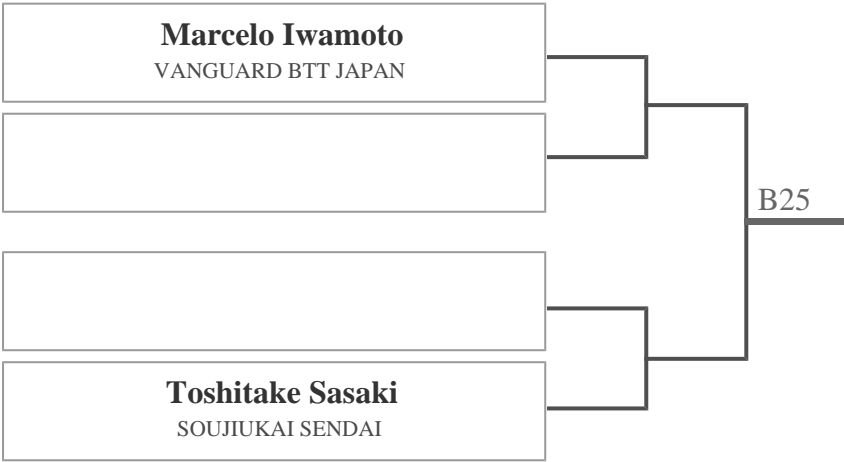 Marcelo Iwamoto
VANGUARD BTT JAPAN
B25
Toshitake Sasaki
SOUJIUKAI SENDAI